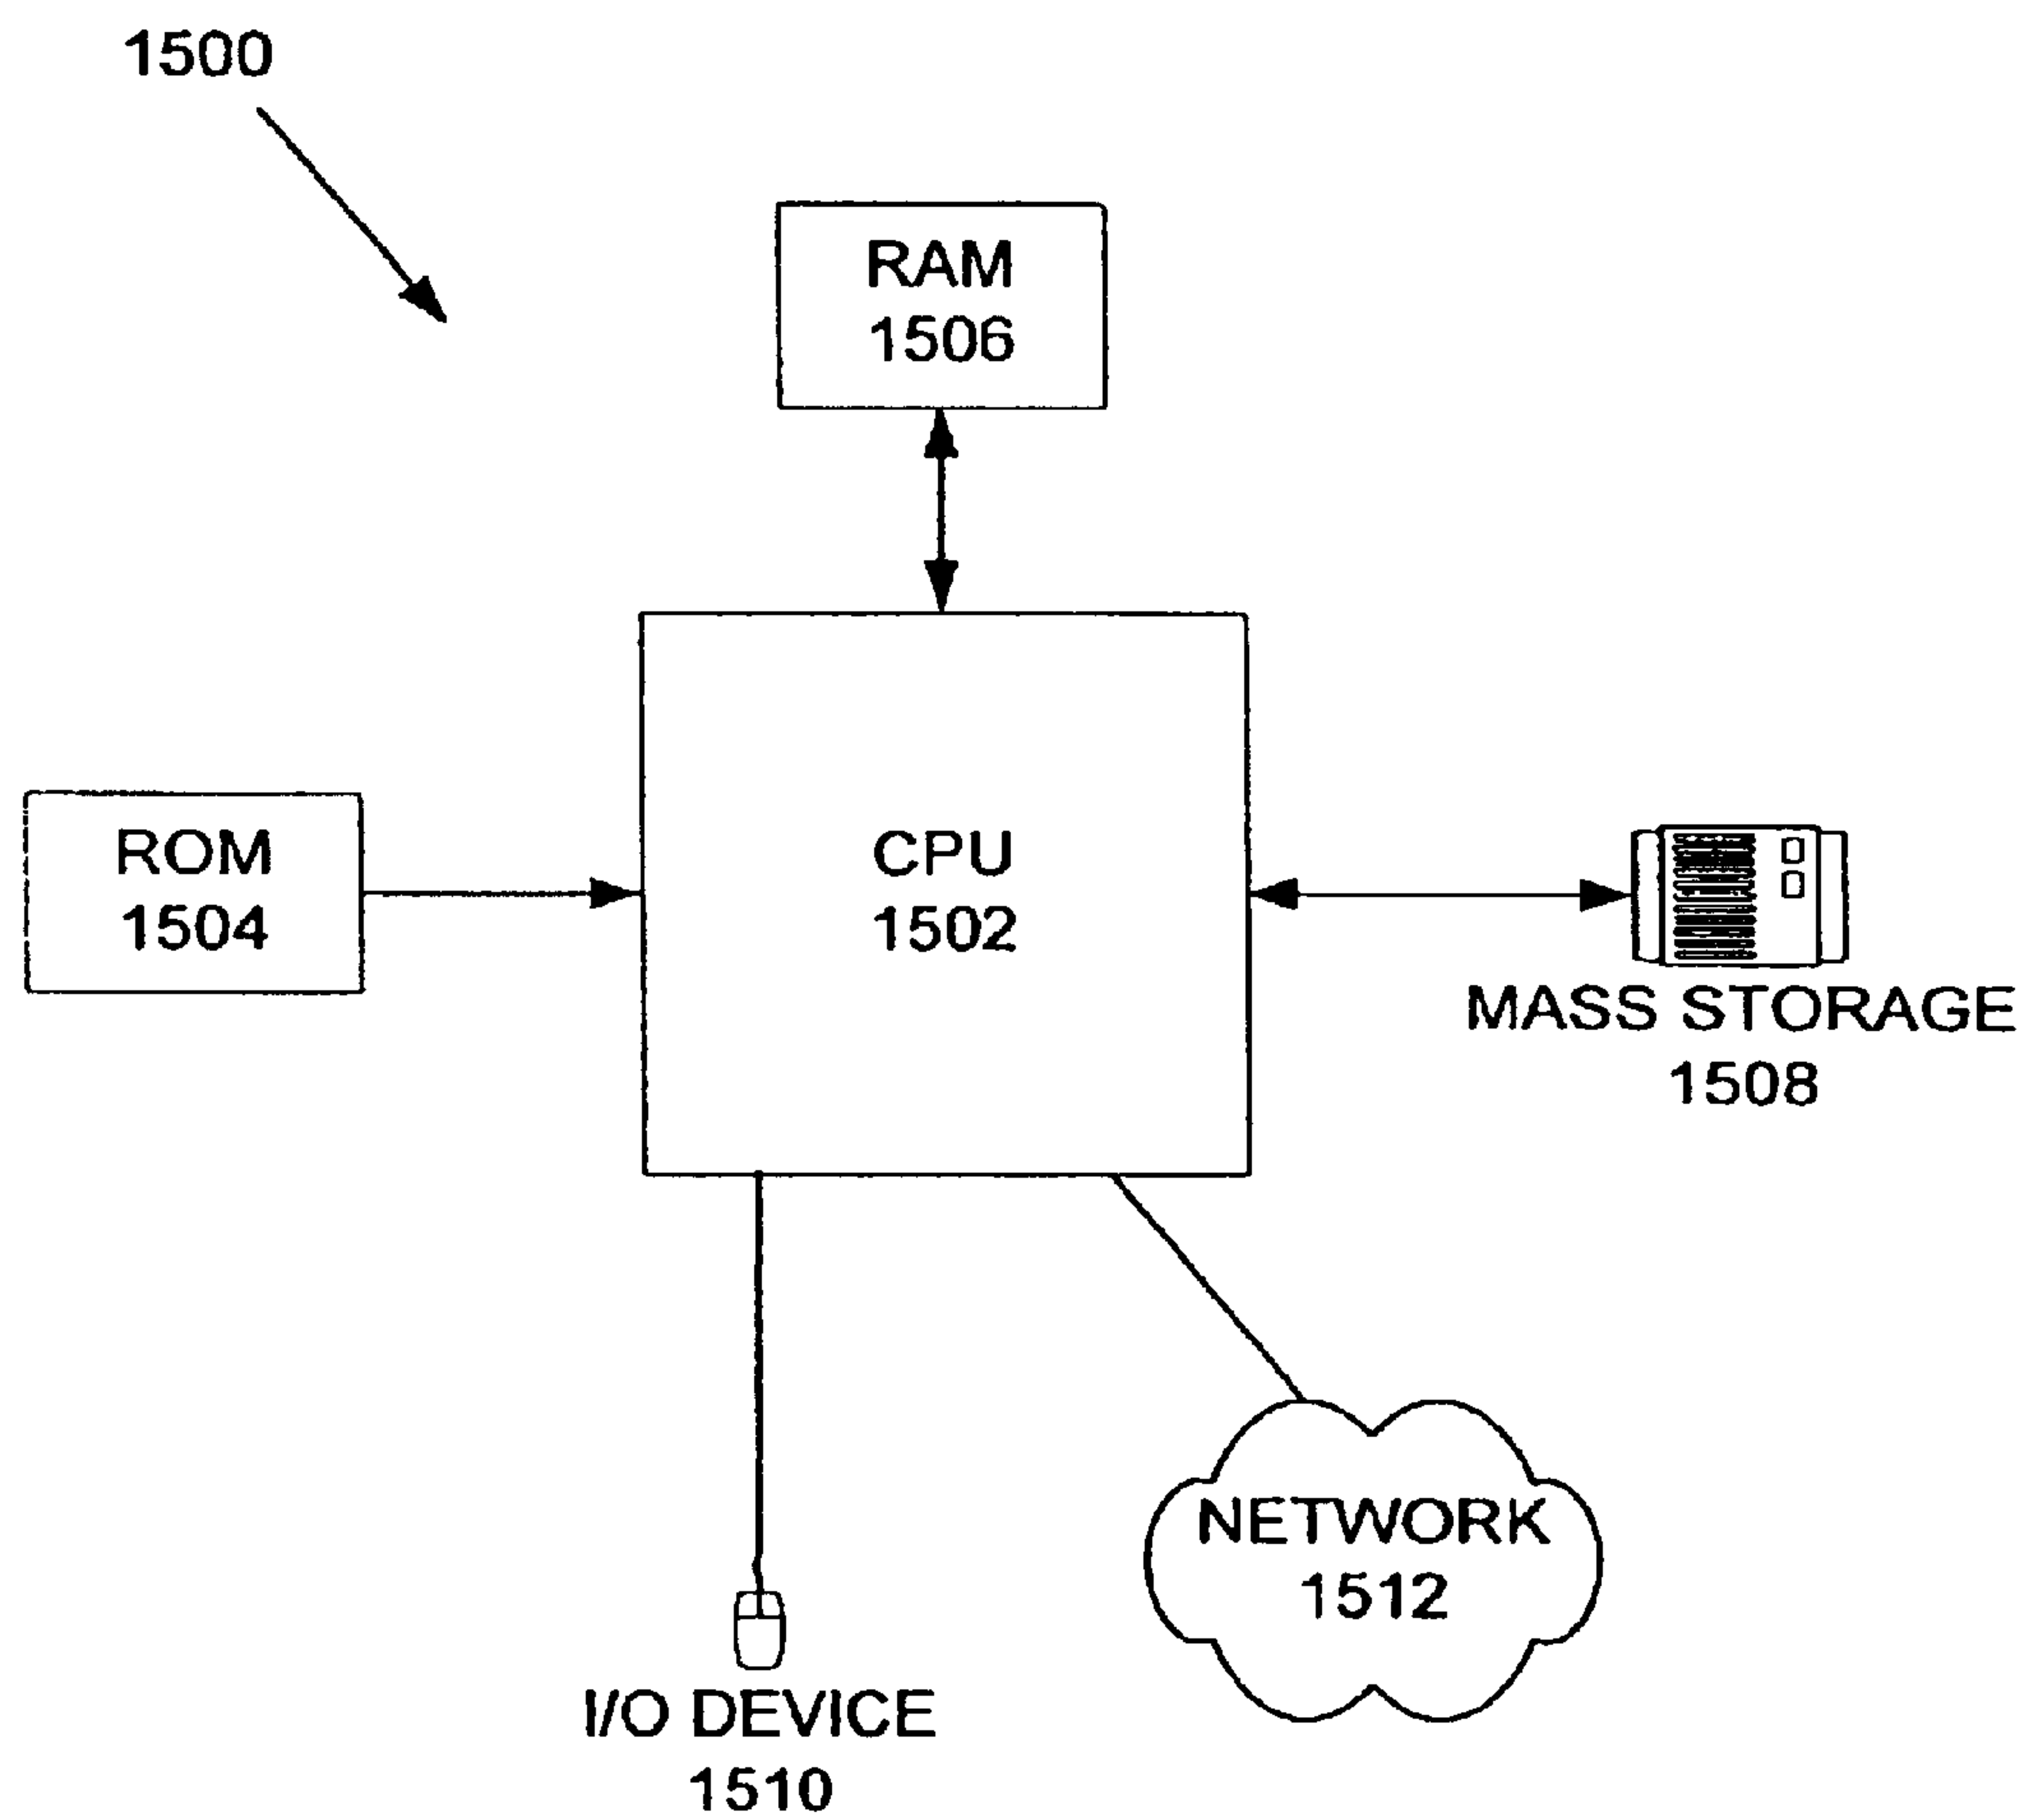 1500
RAM
1506
ROM
1504
CPU
1502
MASS STORAGE
1508
NETWORK
1512
I/O DEVICE
1510